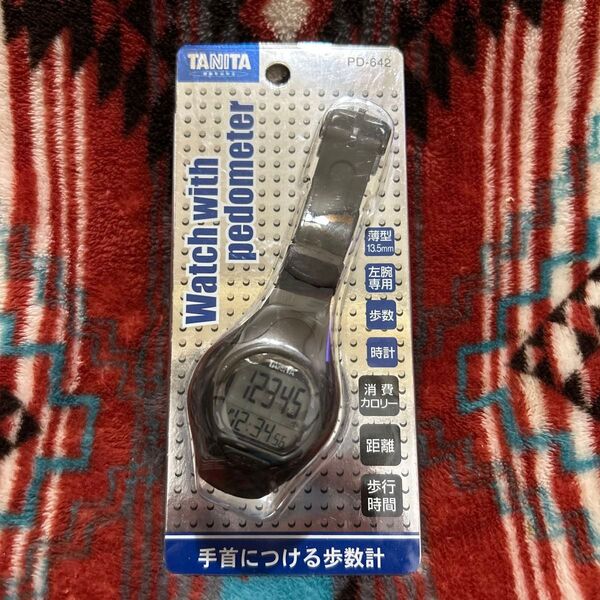 TANITA
PD-642
Watch with
pedometer
薄型
13.5mm
左腕
専用
歩数
時計
消費
カロリー
距離
歩行
時間
TANITA
12345
12:34 56
手首につける歩数計